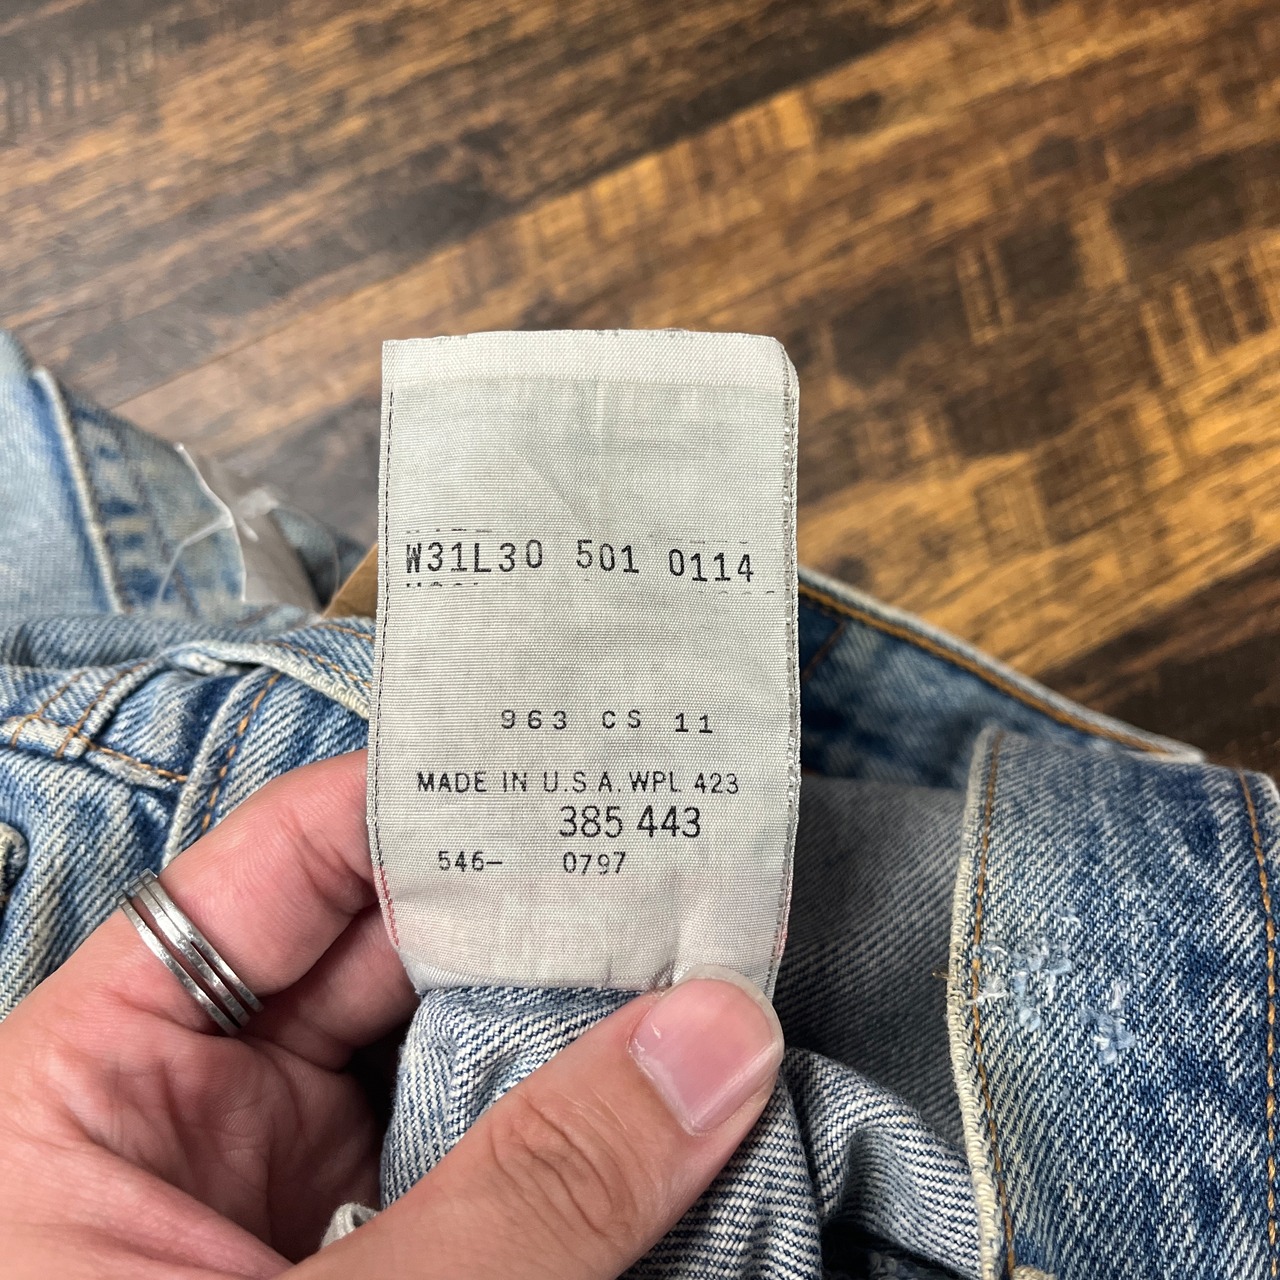 W31L30 501 0114
963 CS 11
MADE IN U.S.A. WPL 423
385 443
546- 0797